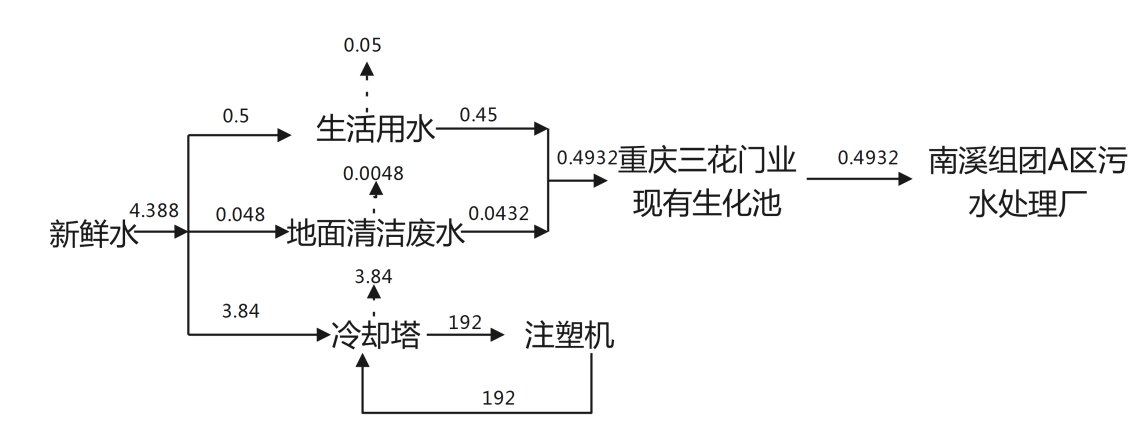 0.05
0.5
生活用水
0.45
0.0048
0.4932
重庆三花门业
现有生化池
0.4932
南溪组团A区污
水处理厂
新鲜水
4.388
0.048
地面清洁废水
0.0432
3.84
3.84
冷却塔
192
注塑机
192